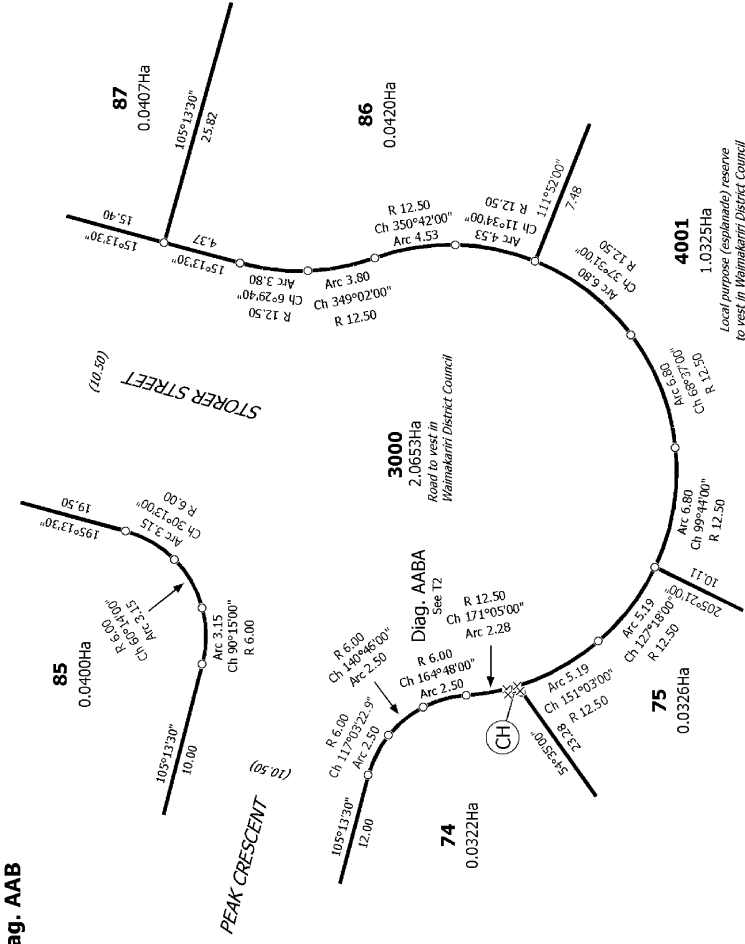 87
0.0407Ha
105°13'30"
25.82
86
0.0420Ha
15.40
15°13'30"
4.37
15°13'30"
Arc 3.80
Ch 6°29'40"
R 12.50
Arc 3.80
Ch 349°02'00"
R 12.50
R 12.50
Ch 350°42'00"
Arc 4.53
R 12.50
Ch 11°34'00"
Arc 4.53
111°52'00"
7.48
4001
1.0325Ha
Local purpose (esplanade) reserve
to vest in Waimakariri District Council
R 12.50
Ch 37°31'00"
Arc 6.80
Arc 6.80
Ch 68°37'00"
R 12.50
(10.50)
STORER STREET
3000
2.0653Ha
Road to vest in
Waimakariri District Council
Arc 6.80
Ch 99°44'00"
R 12.50
10.11
205°21'00"
19.50
195°13'30"
R 6.00
Ch 30°13'00"
Arc 3.15
R 6.00
Ch 60°14'00"
Arc 3.15
Arc 3.15
Ch 90°15'00"
R 6.00
85
0.0400Ha
105°13'30"
10.00
Diag. AABA
See T2
R 12.50
Ch 171°05'00"
Arc 2.28
R 6.00
Ch 140°46'00"
Arc 2.50
R 6.00
Ch 164°48'00"
Arc 2.50
R 6.00
Ch 117°03'22.9"
Arc 2.50
Arc 5.19
Ch 127°18'00"
R 12.50
Arc 5.19
Ch 151°03'00"
R 12.50
75
0.0326Ha
CH
23.28
54°35'00"
(10.50)
PEAK CRESCENT
105°13'30"
12.00
74
0.0322Ha
ag. AAB